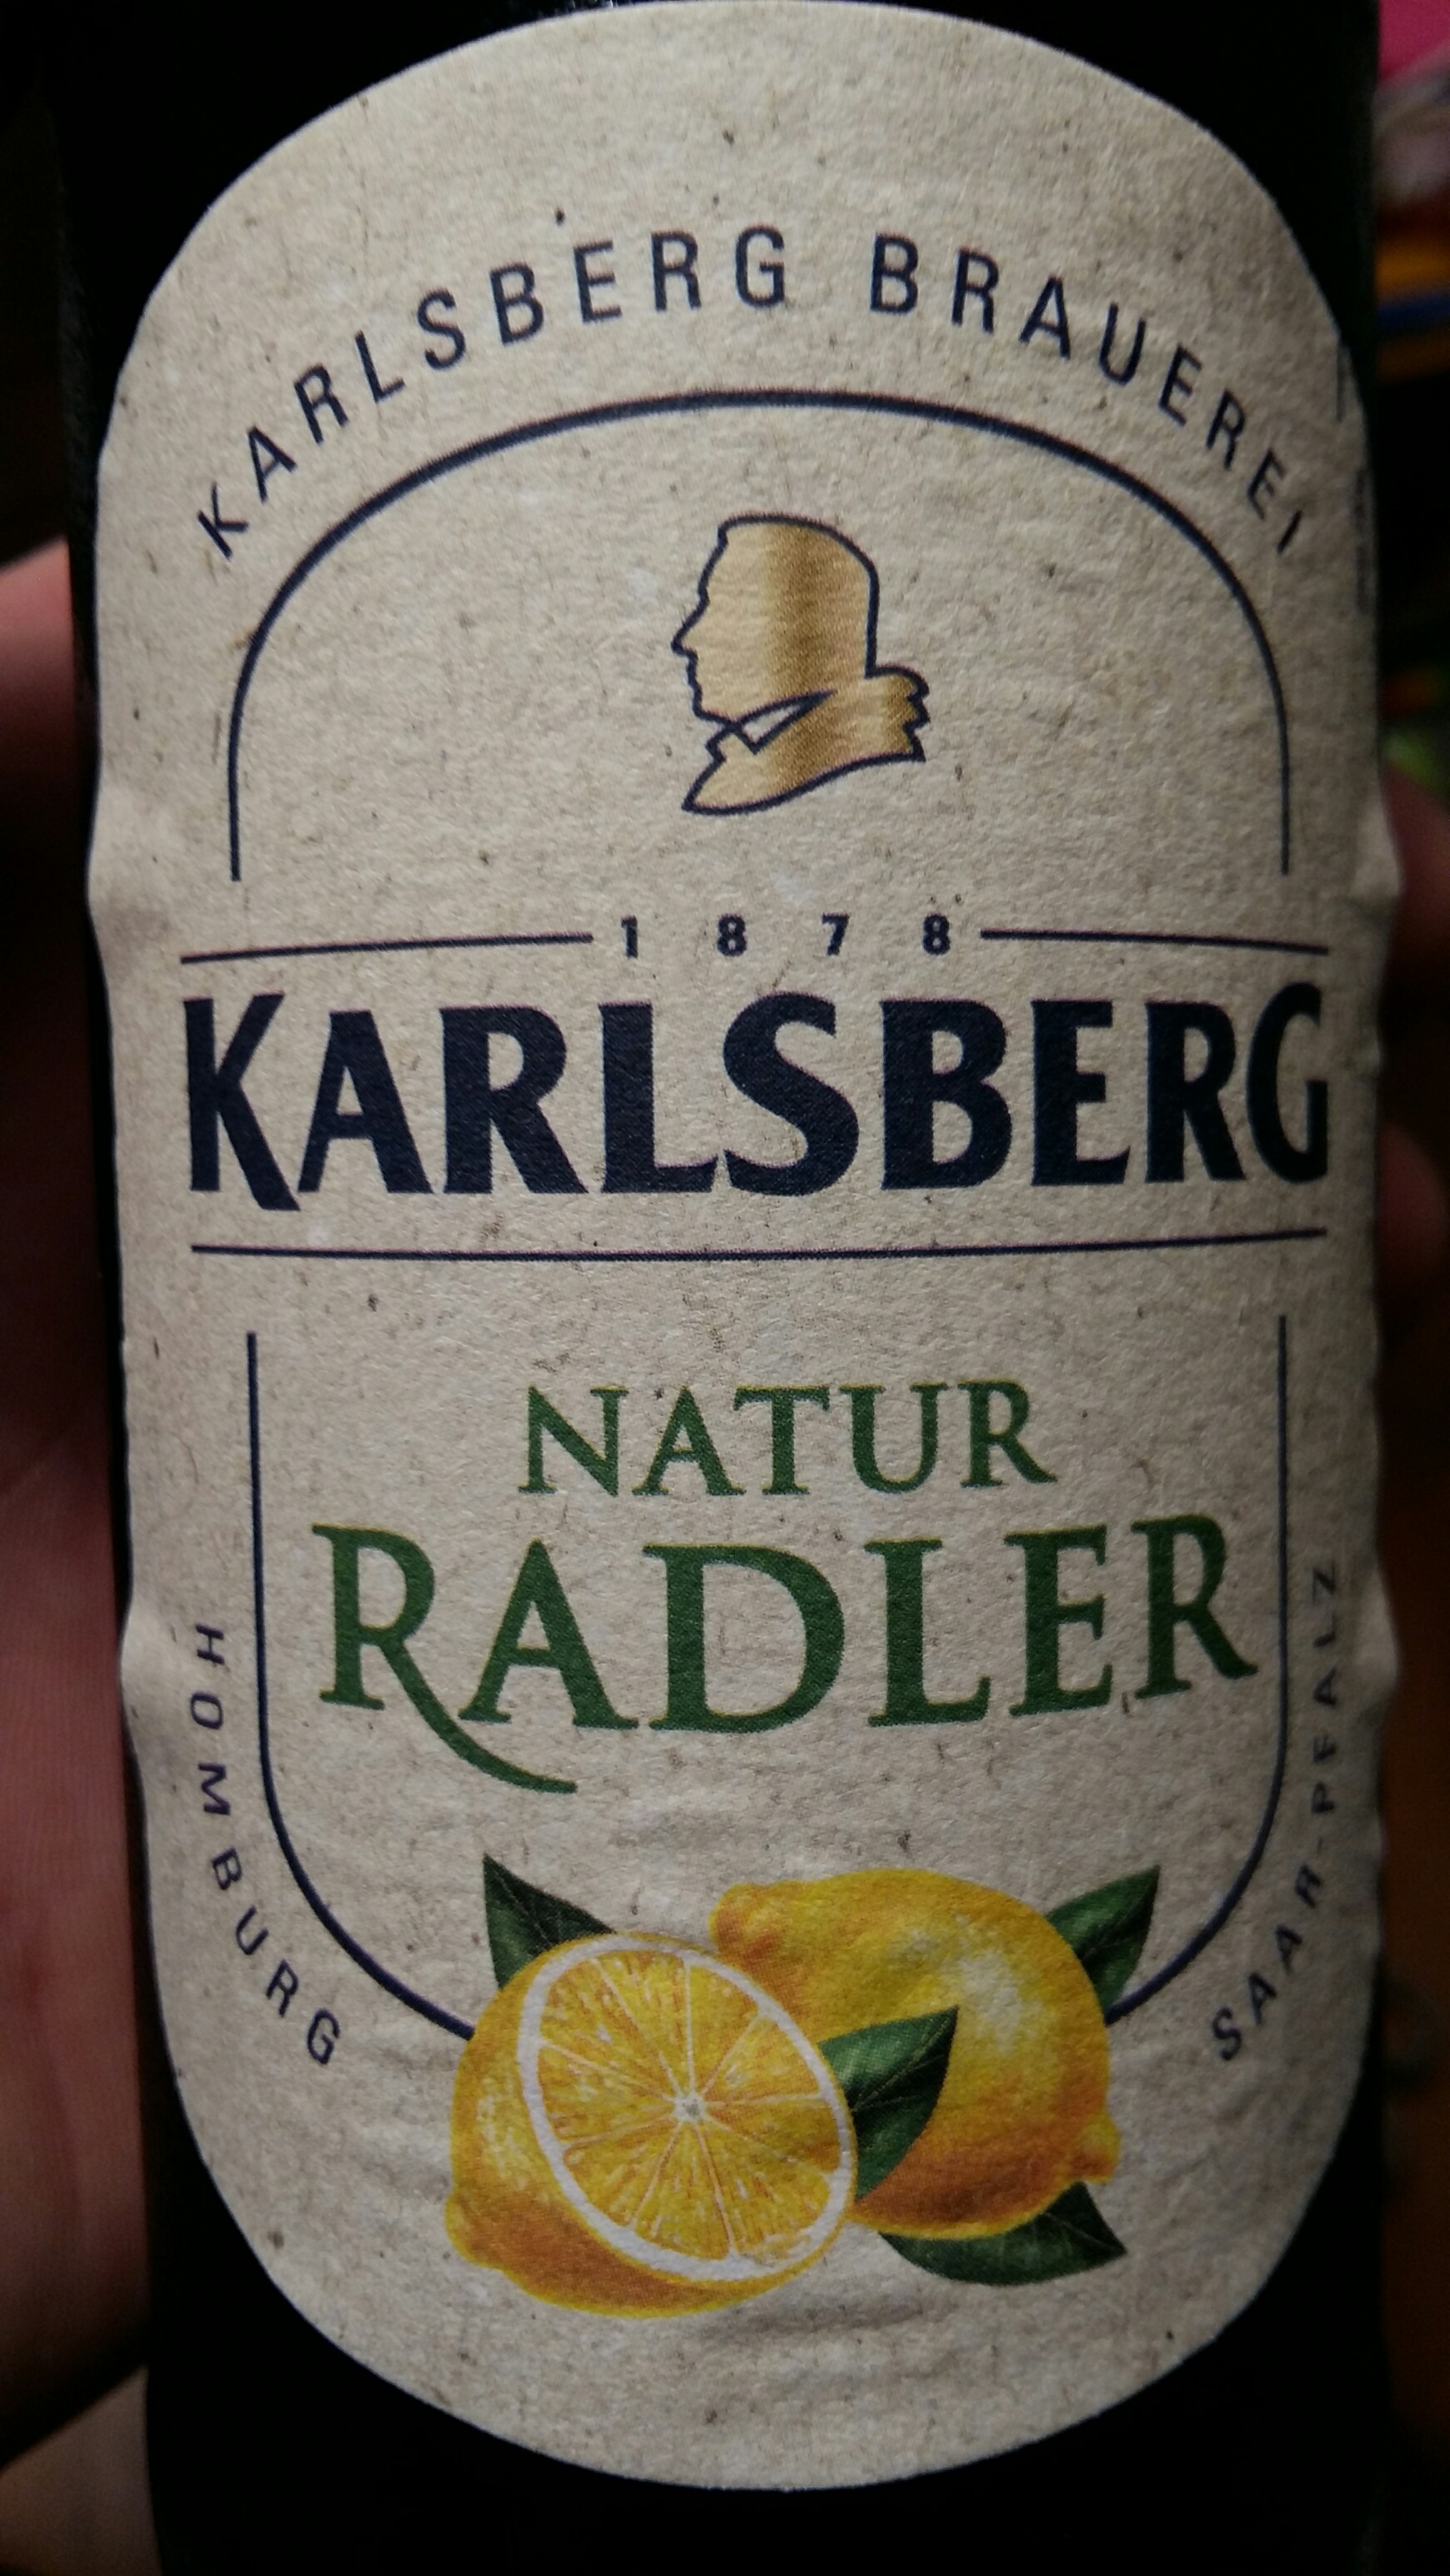 KARLSBERG BRAUEREI
1878
KARLSBERG
NATUR
RADLER
HOMBURG
SAAR-PFALZ